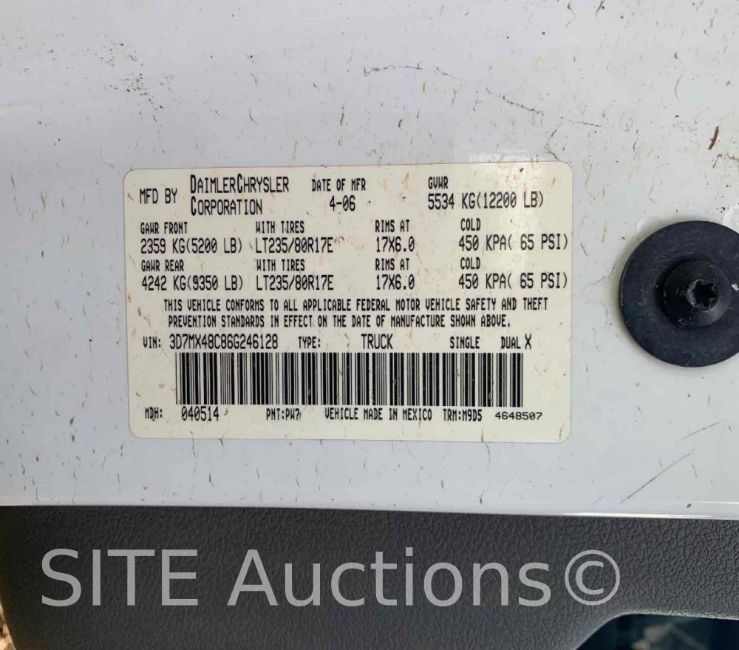 MFD BY DAIMLERCHRYSLER CORPORATION DATE OF MFR 4-06 GVWR 5534 KG(12200 LB)
GAWR FRONT WITH TIRES RIMS AT COLD
2359 KG(5200 LB) LT235/80R17E 17X6.0 450 KPA( 65 PSI)
GAWR REAR WITH TIRES RIMS AT COLD
4242 KG(9350 LB) LT235/80R17E 17X6.0 450 KPA( 65 PSI)
THIS VEHICLE CONFORMS TO ALL APPLICABLE FEDERAL MOTOR VEHICLE SAFETY AND THEFT
PREVENTION STANDARDS IN EFFECT ON THE DATE OF MANUFACTURE SHOWN ABOVE.
VIN: 3D7MX48C86G246128 TYPE: TRUCK SINGLE DUAL X
MDH: 040514 PNT:PW7 VEHICLE MADE IN MEXICO TRM:M9D5 4648507
SITE Auctions©